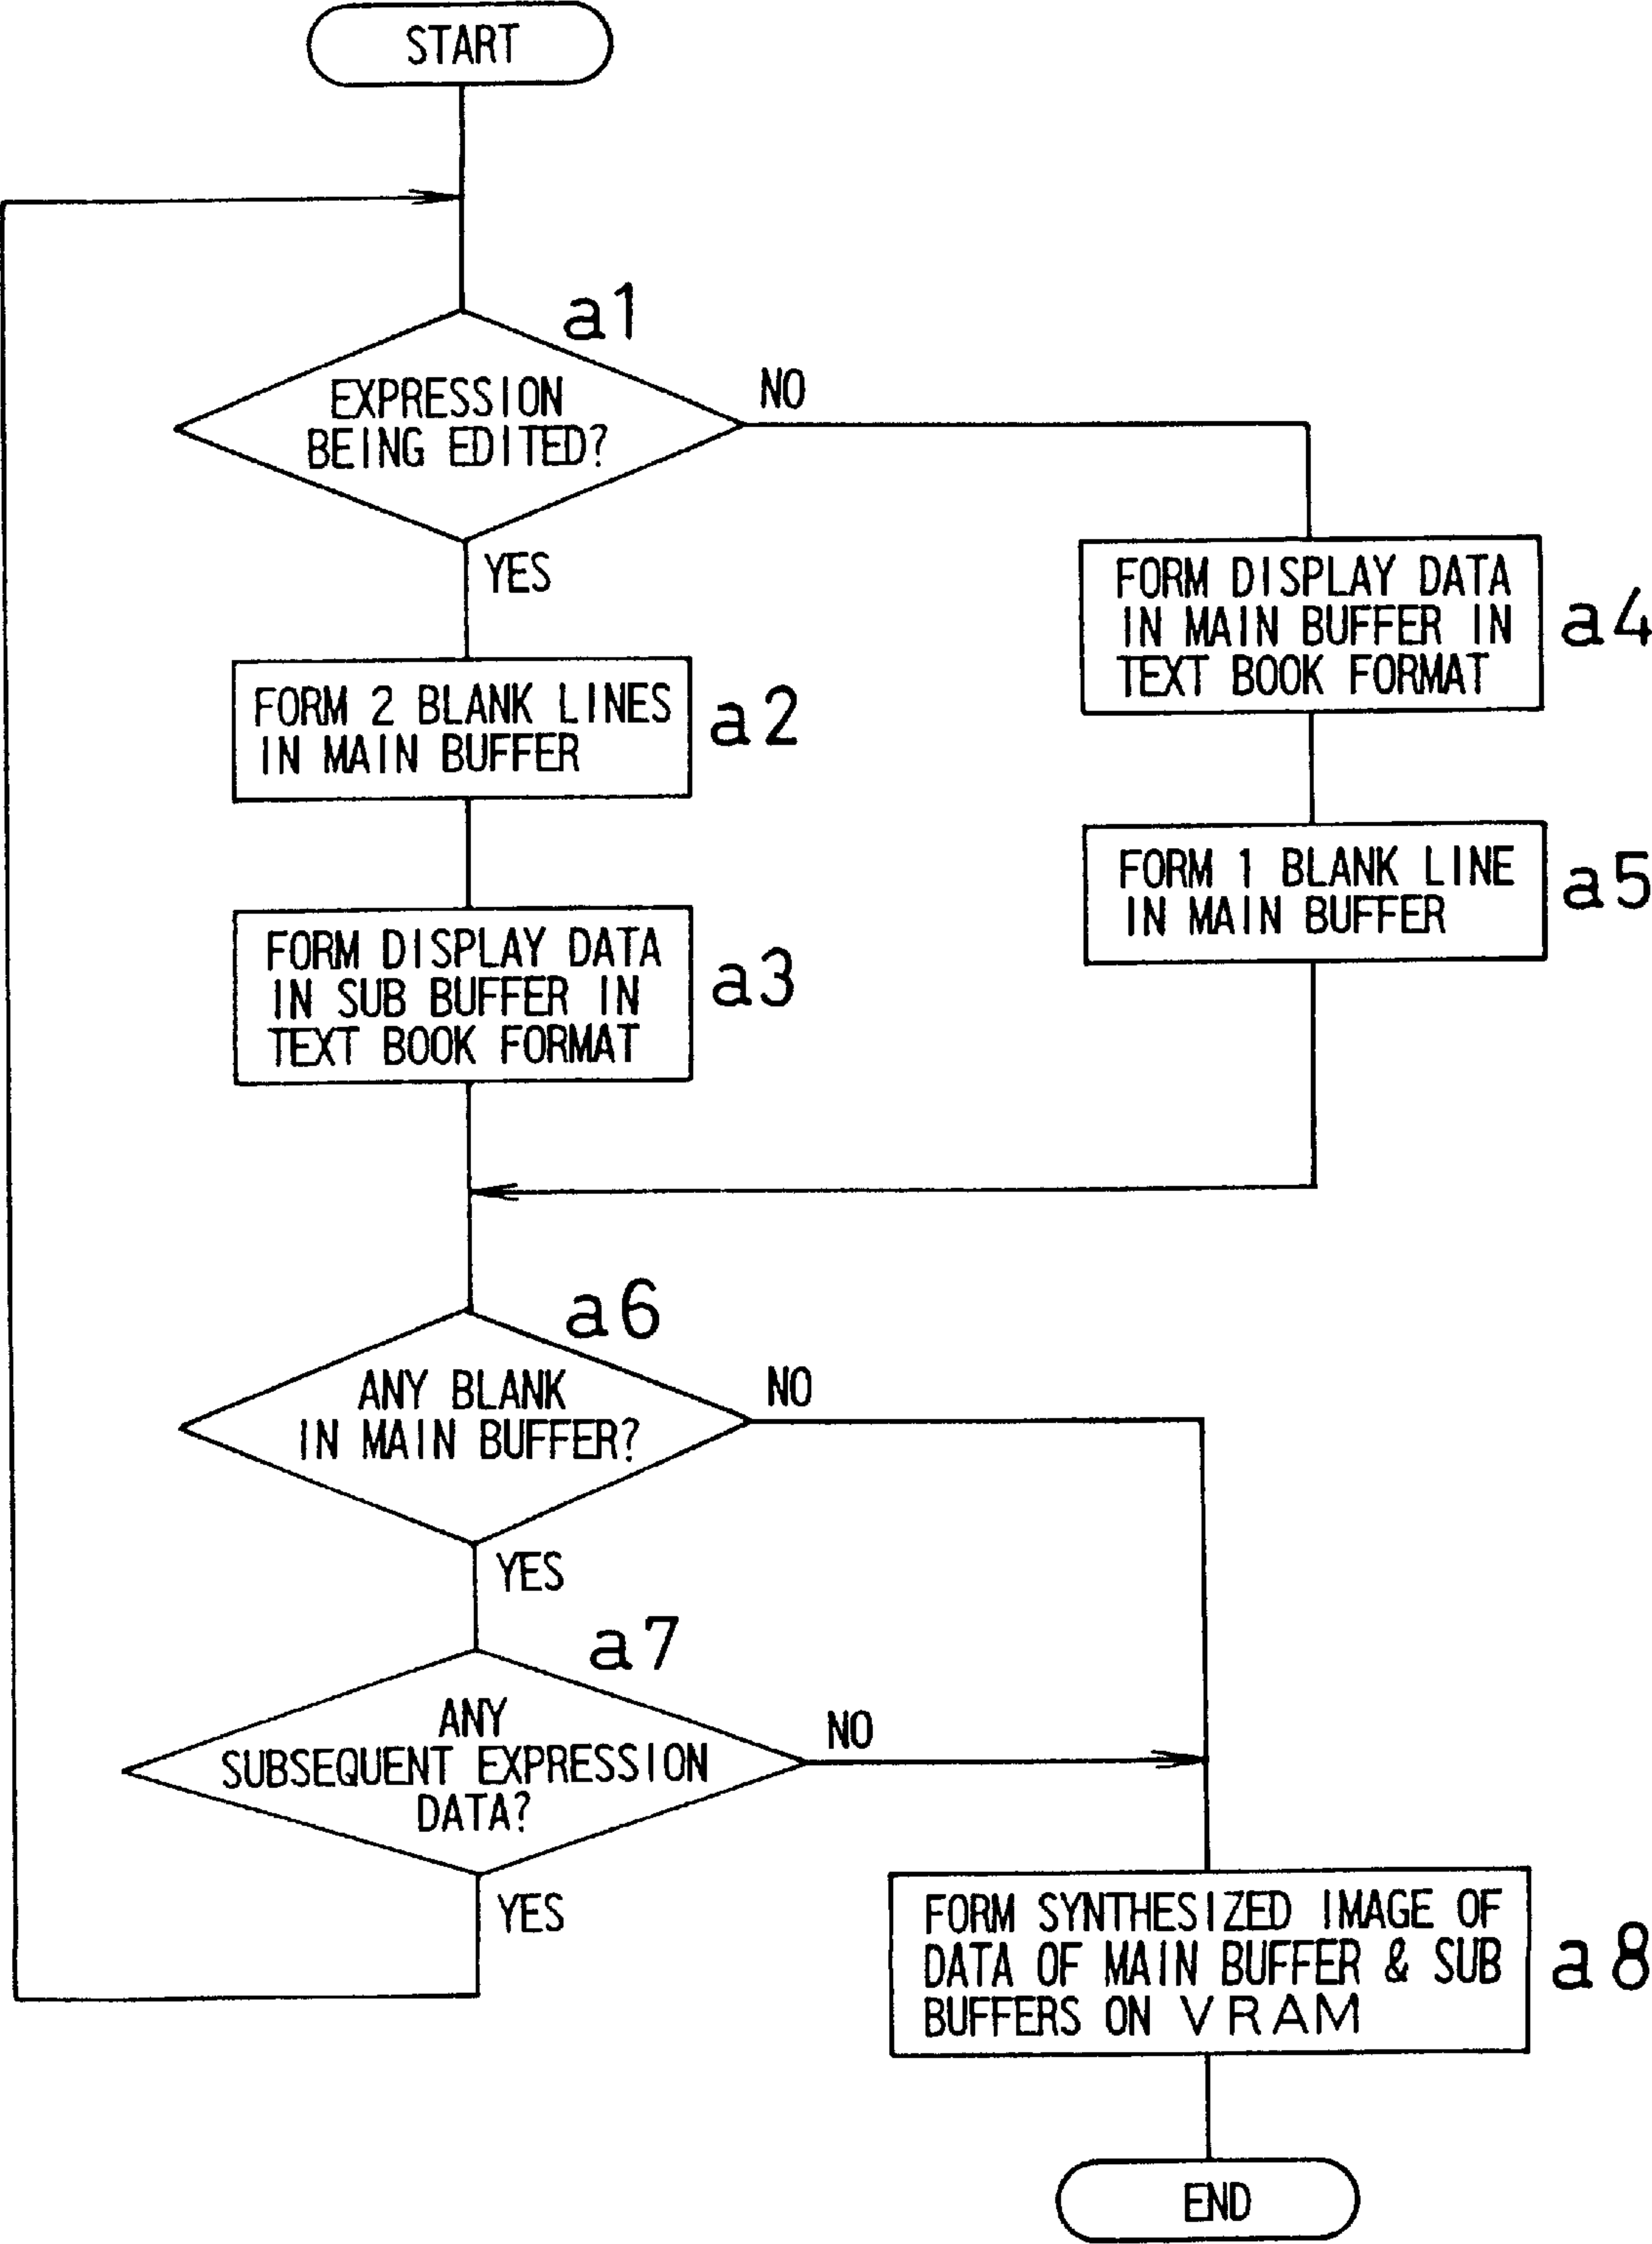 START
a1
EXPRESSION
BEING EDITED?
NO
YES
FORM 2 BLANK LINES
IN MAIN BUFFER
a2
FORM DISPLAY DATA
IN SUB BUFFER IN
TEXT BOOK FORMAT
a3
FORM DISPLAY DATA
IN MAIN BUFFER IN
TEXT BOOK FORMAT
a4
FORM 1 BLANK LINE
IN MAIN BUFFER
a5
a6
ANY BLANK
IN MAIN BUFFER?
NO
YES
a7
ANY
SUBSEQUENT EXPRESSION
DATA?
NO
YES
FORM SYNTHESIZED IMAGE OF
DATA OF MAIN BUFFER & SUB
BUFFERS ON VRAM
a8
END